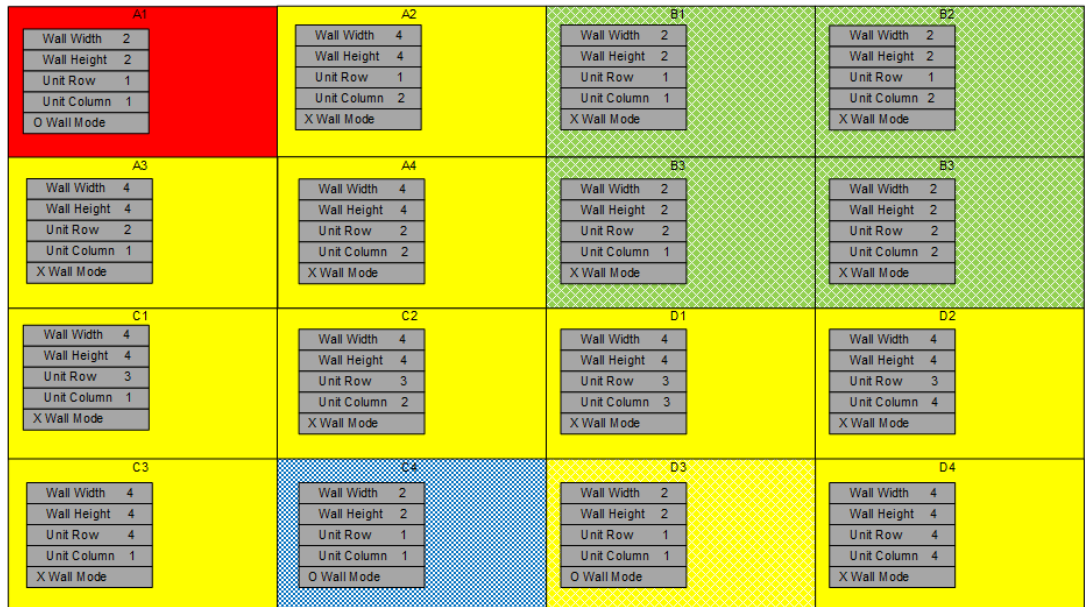 A1
Wall Width 2
Wall Height 2
Unit Row 1
Unit Column 1
O Wall Mode
A2
Wall Width 4
Wall Height 4
Unit Row 1
Unit Column 2
X Wall Mode
B1
Wall Width 2
Wall Height 2
Unit Row 1
Unit Column 1
X Wall Mode
B2
Wall Width 2
Wall Height 2
Unit Row 1
Unit Column 2
X Wall Mode
A3
Wall Width 4
Wall Height 4
Unit Row 2
Unit Column 1
X Wall Mode
A4
Wall Width 4
Wall Height 4
Unit Row 2
Unit Column 2
X Wall Mode
B3
Wall Width 2
Wall Height 2
Unit Row 2
Unit Column 1
X Wall Mode
B3
Wall Width 2
Wall Height 2
Unit Row 2
Unit Column 2
X Wall Mode
C1
Wall Width 4
Wall Height 4
Unit Row 3
Unit Column 1
X Wall Mode
C2
Wall Width 4
Wall Height 4
Unit Row 3
Unit Column 2
X Wall Mode
D1
Wall Width 4
Wall Height 4
Unit Row 3
Unit Column 3
X Wall Mode
D2
Wall Width 4
Wall Height 4
Unit Row 3
Unit Column 4
X Wall Mode
C3
Wall Width 4
Wall Height 4
Unit Row 4
Unit Column 1
X Wall Mode
C4
Wall Width 2
Wall Height 2
Unit Row 1
Unit Column 1
O Wall Mode
D3
Wall Width 2
Wall Height 2
Unit Row 1
Unit Column 1
O Wall Mode
D4
Wall Width 4
Wall Height 4
Unit Row 4
Unit Column 4
X Wall Mode